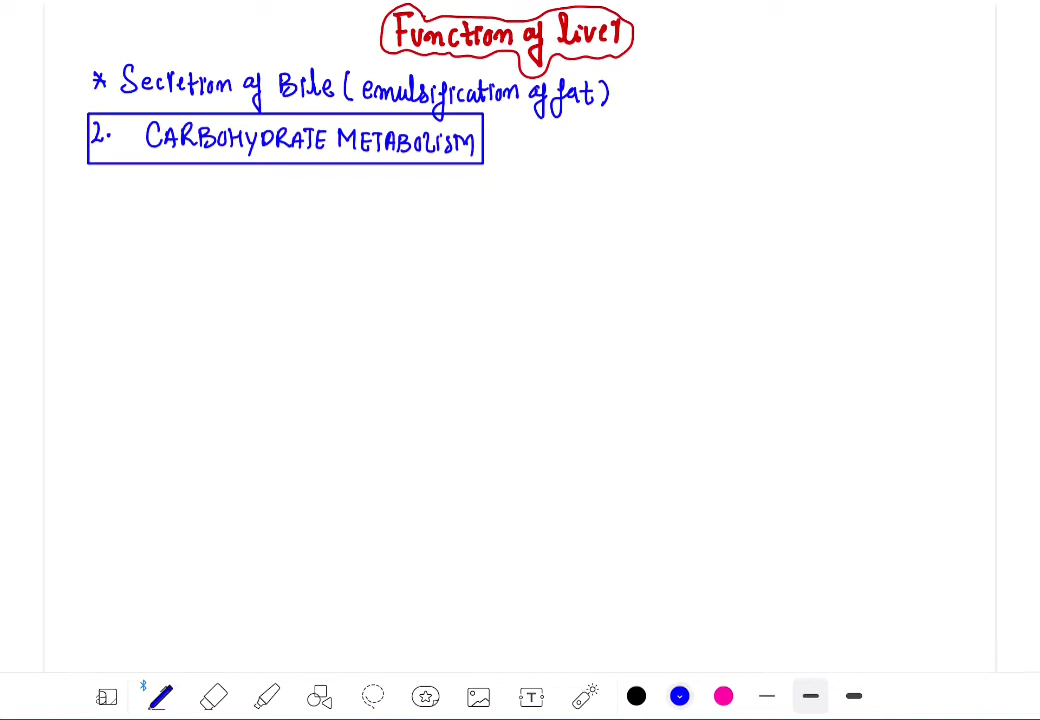 Function of liver
* Secretion of Bile (emulsification of fat)
2. CARBOHYDRATE METABOLISM